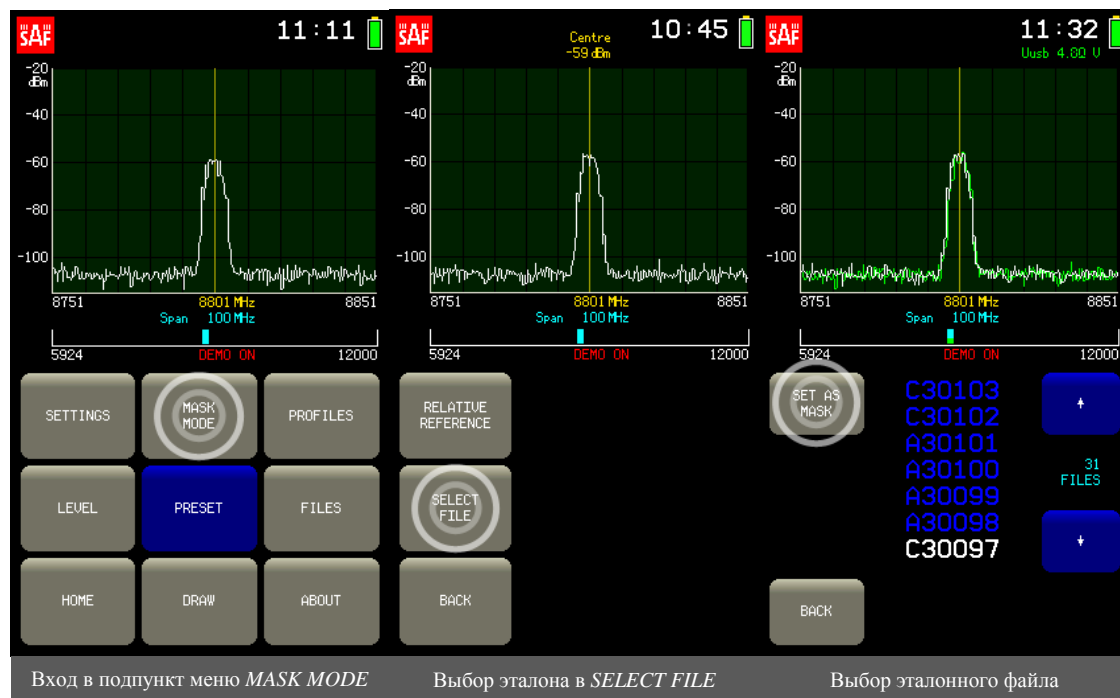 SAF
11:11
-20
dBm
-40
-60
-80
-100
8751
8801 MHz
8851
Span 100 MHz
5924
DEMO ON
12000
SETTINGS
MASK
MODE
PROFILES
LEVEL
PRESET
FILES
HOME
DRAW
ABOUT
Вход в подпункт меню MASK MODE
SAF
Centre
-59 dBm
10:45
-20
dBm
-40
-60
-80
-100
8751
8801 MHz
8851
Span 100 MHz
5924
DEMO ON
12000
RELATIVE
REFERENCE
SELECT
FILE
BACK
Выбор эталона в SELECT FILE
SAF
11:32
Uusb 4.00 U
-20
dBm
-40
-60
-80
-100
8751
8801 MHz
8851
Span 100 MHz
5924
DEMO ON
12000
SET AS
MASK
C30103
C30102
A30101
A30100
A30099
A30098
C30097
31
FILES
BACK
Выбор эталонного файла